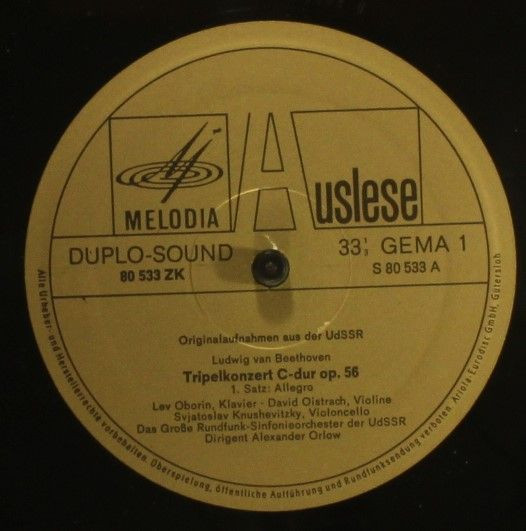 Auslese
MELODIA
DUPLO-SOUND
80 533 ZK
33⅓ GEMA 1
S 80 533 A
Originalaufnahmen aus der UdSSR
Ludwig van Beethoven
Tripelkonzert C-dur op. 56
1. Satz: Allegro
Lev Oborin, Klavier - David Oistrach, Violine
Svjatoslav Knushevitzky, Violoncello
Das Große Rundfunk-Sinfonieorchester der UdSSR
Dirigent Alexander Orlow
Alle Urheber- und Herstellerrechte vorbehalten. Überspielung, öffentliche Aufführung und Rundfunksendung verboten. Ariola-Eurodisc GmbH, Gütersloh